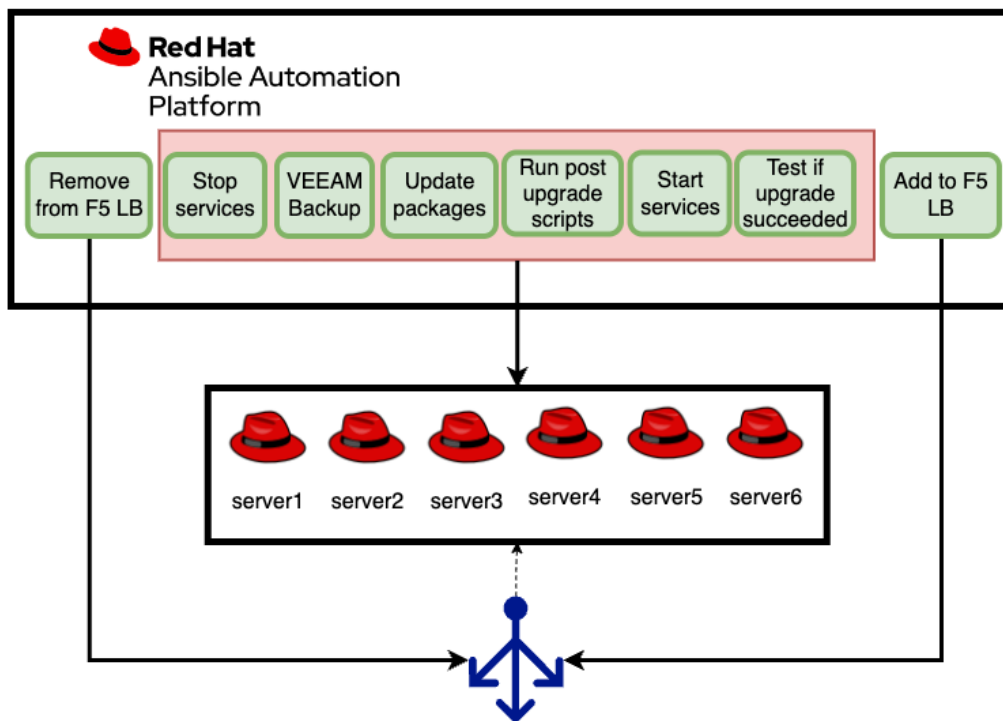 Red Hat
Ansible Automation
Platform
Remove
from F5 LB
Stop
services
VEEAM
Backup
Update
packages
Run post
upgrade
scripts
Start
services
Test if
upgrade
succeeded
Add to F5
LB
server1
server2
server3
server4
server5
server6